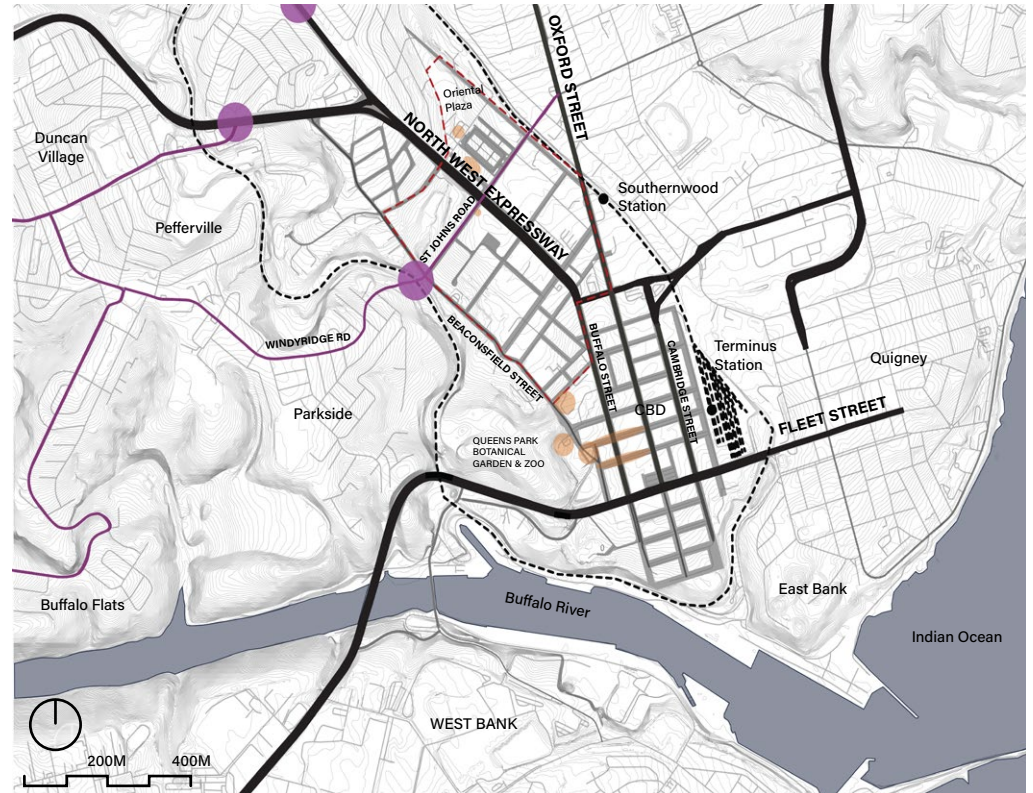 OXFORD STREET
Oriental
Plaza
NORTH WEST EXPRESSWAY
Duncan
Village
Southernwood
Station
Pefferville
ST JOHNS ROAD
WINDYRIDGE RD
BEACONSFIELD STREET
BUFFALO STREET
CAMBRIDGE STREET
Terminus
Station
Quigney
Parkside
CBD
FLEET STREET
QUEENS PARK
BOTANICAL
GARDEN & ZOO
Buffalo Flats
Buffalo River
East Bank
Indian Ocean
WEST BANK
200M
400M